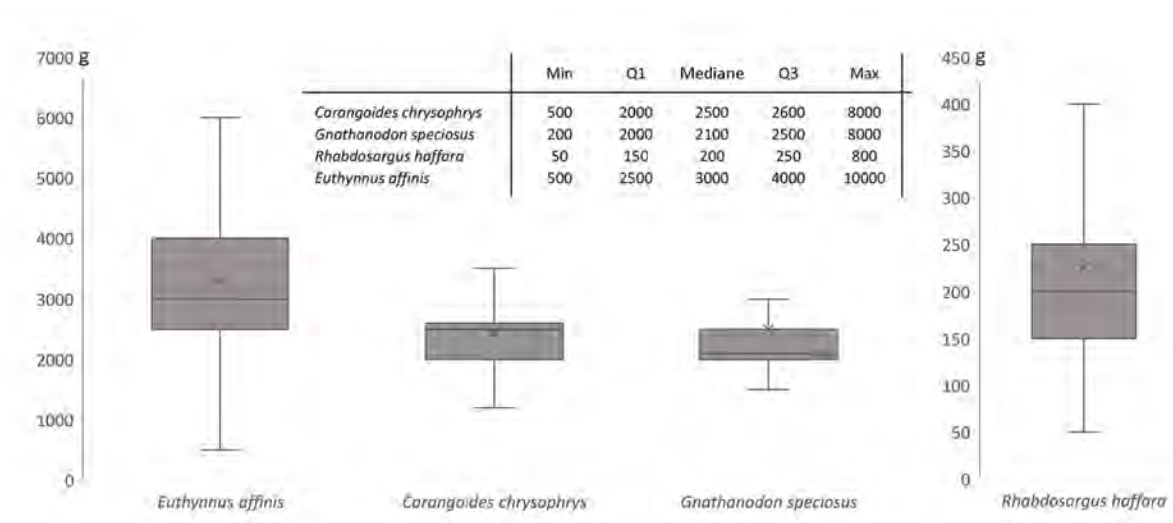 7000 g
6000
5000
4000
3000
2000
1000
0
Min Q1 Mediane Q3 Max
Carangoides chrysophrys 500 2000 2500 2600 8000
Gnathanodon speciosus 200 2000 2100 2500 8000
Rhabdosargus haffara 50 150 200 250 800
Euthynnus affinis 500 2500 3000 4000 10000
450 g
400
350
300
250
200
150
100
50
0
Euthynnus affinis Carangoides chrysophrys Gnathanodon speciosus Rhabdosargus haffara